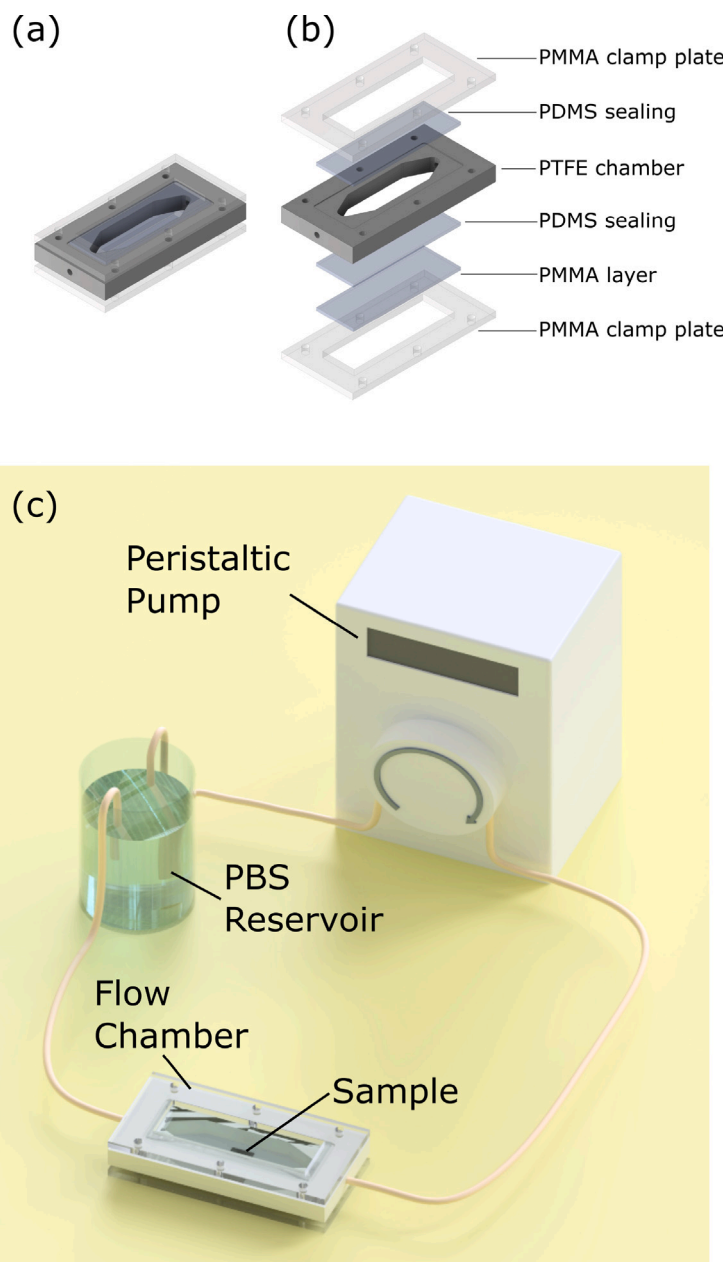 (a)
(b)
PMMA clamp plate
PDMS sealing
PTFE chamber
PDMS sealing
PMMA layer
PMMA clamp plate
(c)
Peristaltic
Pump
PBS
Reservoir
Flow
Chamber
Sample